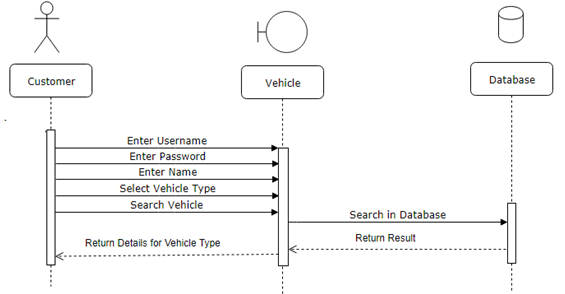 Customer
Vehicle
Database
Enter Username
Enter Password
Enter Name
Select Vehicle Type
Search Vehicle
Search in Database
Return Result
Return Details for Vehicle Type